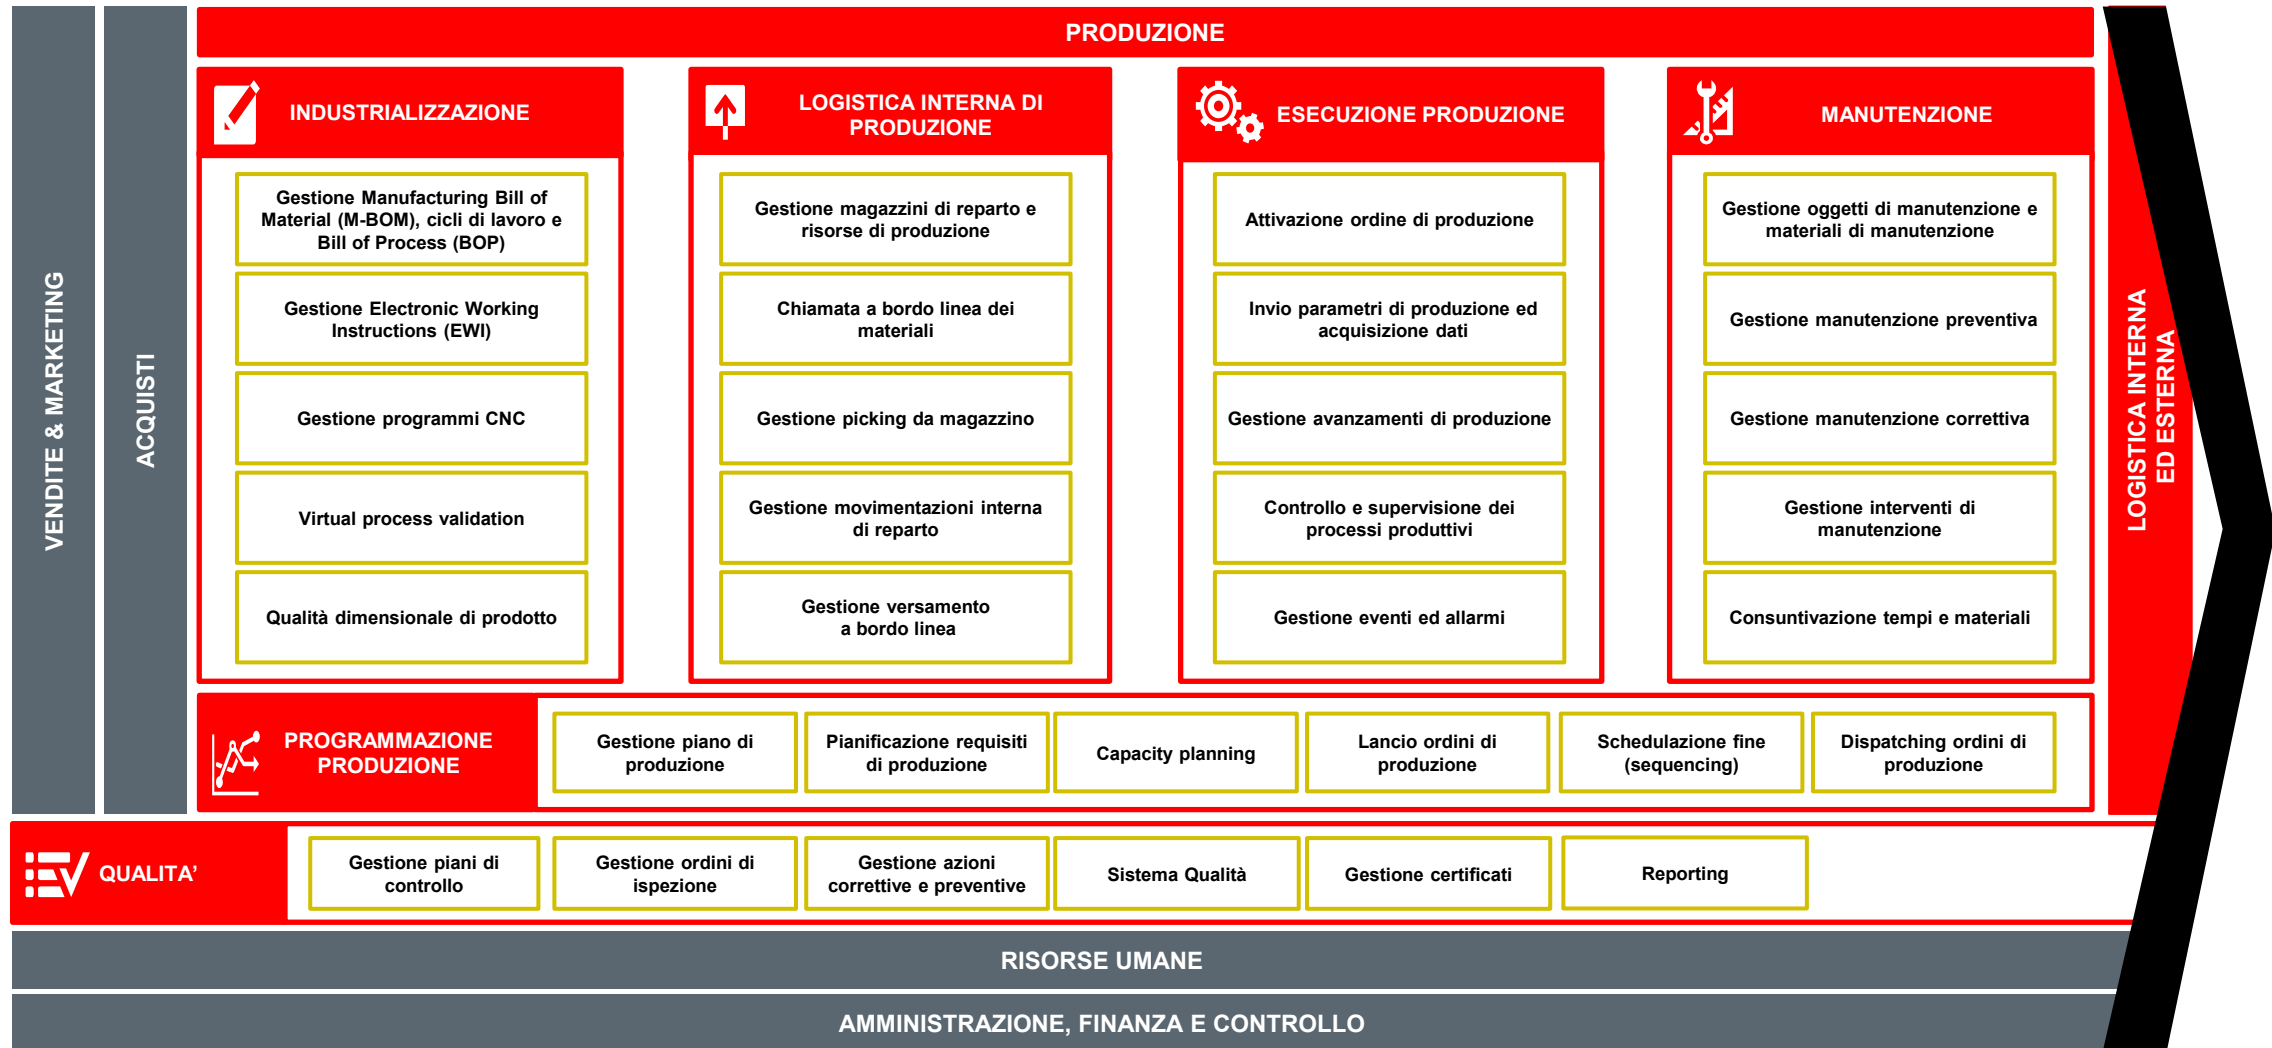 VENDITE & MARKETING
ACQUISTI
PRODUZIONE
INDUSTRIALIZZAZIONE
Gestione Manufacturing Bill of
Material (M-BOM), cicli di lavoro e
Bill of Process (BOP)
Gestione Electronic Working
Instructions (EWI)
Gestione programmi CNC
Virtual process validation
Qualità dimensionale di prodotto
LOGISTICA INTERNA DI
PRODUZIONE
Gestione magazzini di reparto e
risorse di produzione
Chiamata a bordo linea dei
materiali
Gestione picking da magazzino
Gestione movimentazioni interna
di reparto
Gestione versamento
a bordo linea
ESECUZIONE PRODUZIONE
Attivazione ordine di produzione
Invio parametri di produzione ed
acquisizione dati
Gestione avanzamenti di produzione
Controllo e supervisione dei
processi produttivi
Gestione eventi ed allarmi
MANUTENZIONE
Gestione oggetti di manutenzione e
materiali di manutenzione
Gestione manutenzione preventiva
Gestione manutenzione correttiva
Gestione interventi di
manutenzione
Consuntivazione tempi e materiali
LOGISTICA INTERNA
ED ESTERNA
PROGRAMMAZIONE
PRODUZIONE
Gestione piano di
produzione
Pianificazione requisiti
di produzione
Capacity planning
Lancio ordini di
produzione
Schedulazione fine
(sequencing)
Dispatching ordini di
produzione
QUALITA’
Gestione piani di
controllo
Gestione ordini di
ispezione
Gestione azioni
correttive e preventive
Sistema Qualità
Gestione certificati
Reporting
RISORSE UMANE
AMMINISTRAZIONE, FINANZA E CONTROLLO